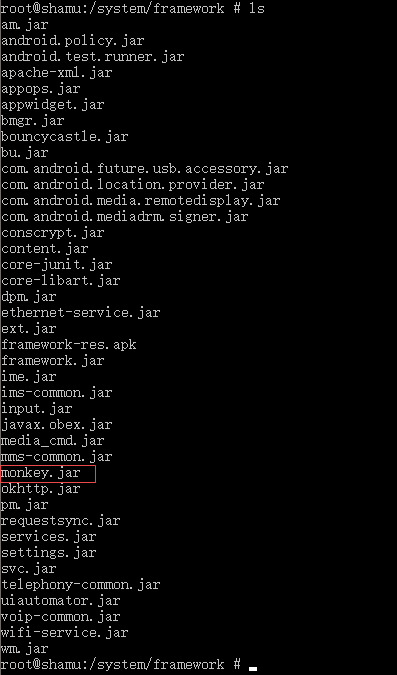 root@shamu:/system/framework # ls
am.jar
android.policy.jar
android.test.runner.jar
apache-xml.jar
appops.jar
appwidget.jar
bmgr.jar
bouncycastle.jar
bu.jar
com.android.future.usb.accessory.jar
com.android.location.provider.jar
com.android.media.remotedisplay.jar
com.android.mediadrm.signer.jar
conscrypt.jar
content.jar
core-junit.jar
core-libart.jar
dpm.jar
ethernet-service.jar
ext.jar
framework-res.apk
framework.jar
ime.jar
ims-common.jar
input.jar
javax.obex.jar
media_cmd.jar
mms-common.jar
monkey.jar
okhttp.jar
pm.jar
requestsync.jar
services.jar
settings.jar
svc.jar
telephony-common.jar
uiautomator.jar
voip-common.jar
wifi-service.jar
wm.jar
root@shamu:/system/framework #